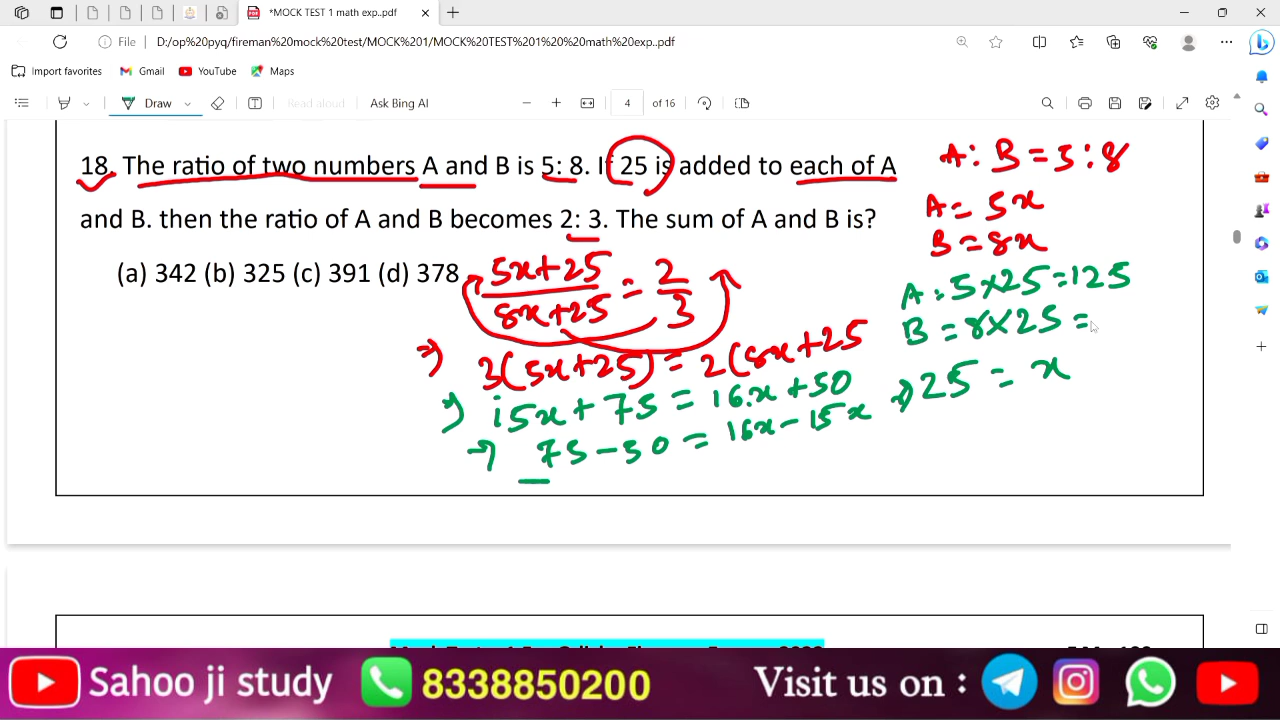 *MOCK TEST 1 math exp..pdf
File D:/op%20pyq/fireman%20mock%20test/MOCK%201/MOCK%20TEST%201%20%20math%20exp..pdf
Import favorites Gmail YouTube Maps
Draw Read aloud Ask Bing AI 4 of 16
18. The ratio of two numbers A and B is 5: 8. If 25 is added to each of A
and B. then the ratio of A and B becomes 2: 3. The sum of A and B is?
(a) 342 (b) 325 (c) 391 (d) 378
5x+25/8x+25 = 2/3
⇒ 3(5x+25) = 2(8x+25
⇒ 15x+75 = 16x+50
⇒ 75-50 = 16x-15x
⇒ 25 = x
A: B = 5:8
A = 5x
B = 8x
A = 5×25=125
B = 8×25 =
Sahoo ji study 8338850200 Visit us on :